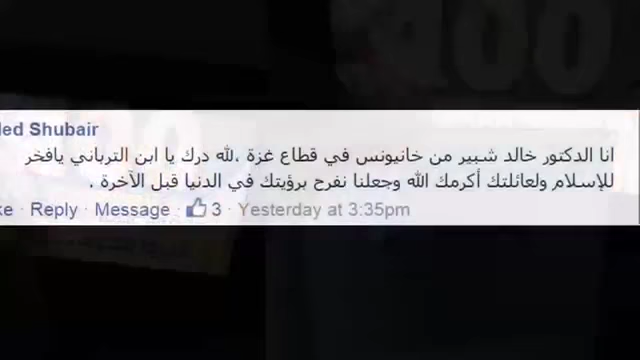 led Shubair
انا الدكتور خالد شبير من خانيونس في قطاع غزة ،لله درك يا ابن الترباني يافخر
للإسلام ولعائلتك أكرمك الله وجعلنا نفرح برؤيتك في الدنيا قبل الآخرة .
ke · Reply · Message · 3 · Yesterday at 3:35pm